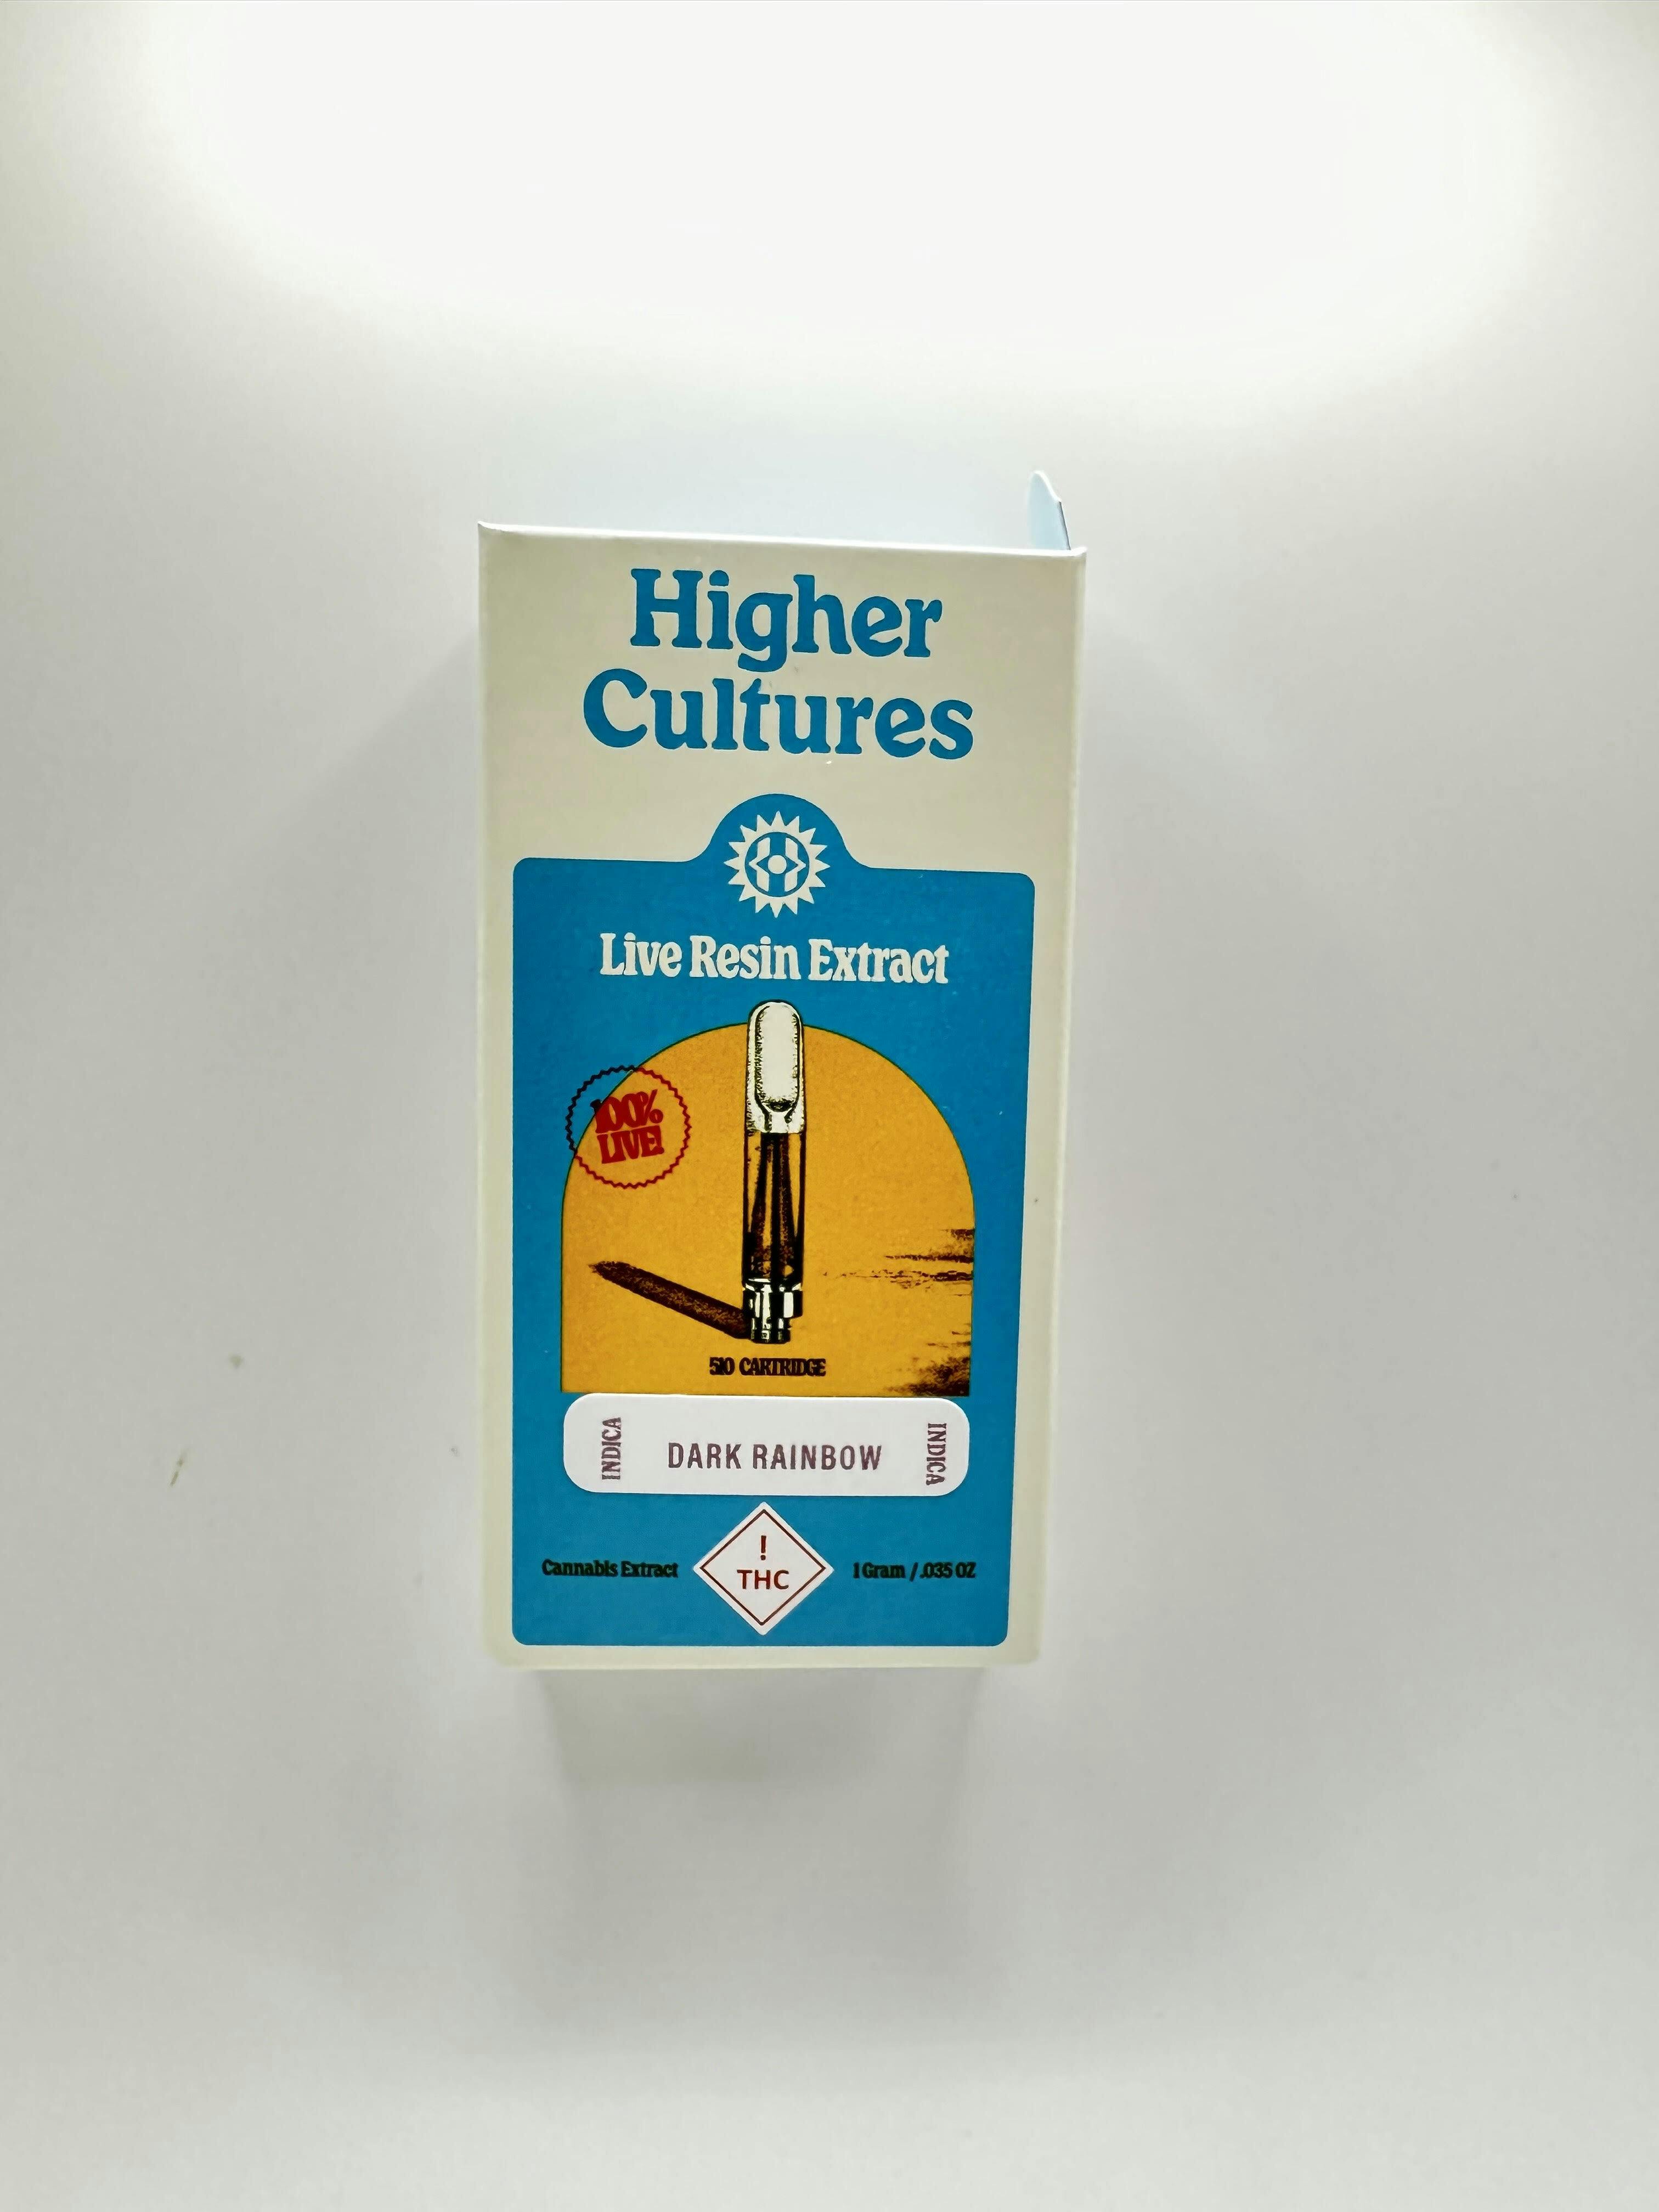 Higher
Cultures
Live Resin Extract
100%
LIVE!
510 CARTRIDGE
INDICA
DARK RAINBOW
INDICA
Cannabis Extract
!
THC
1 Gram / .035 OZ